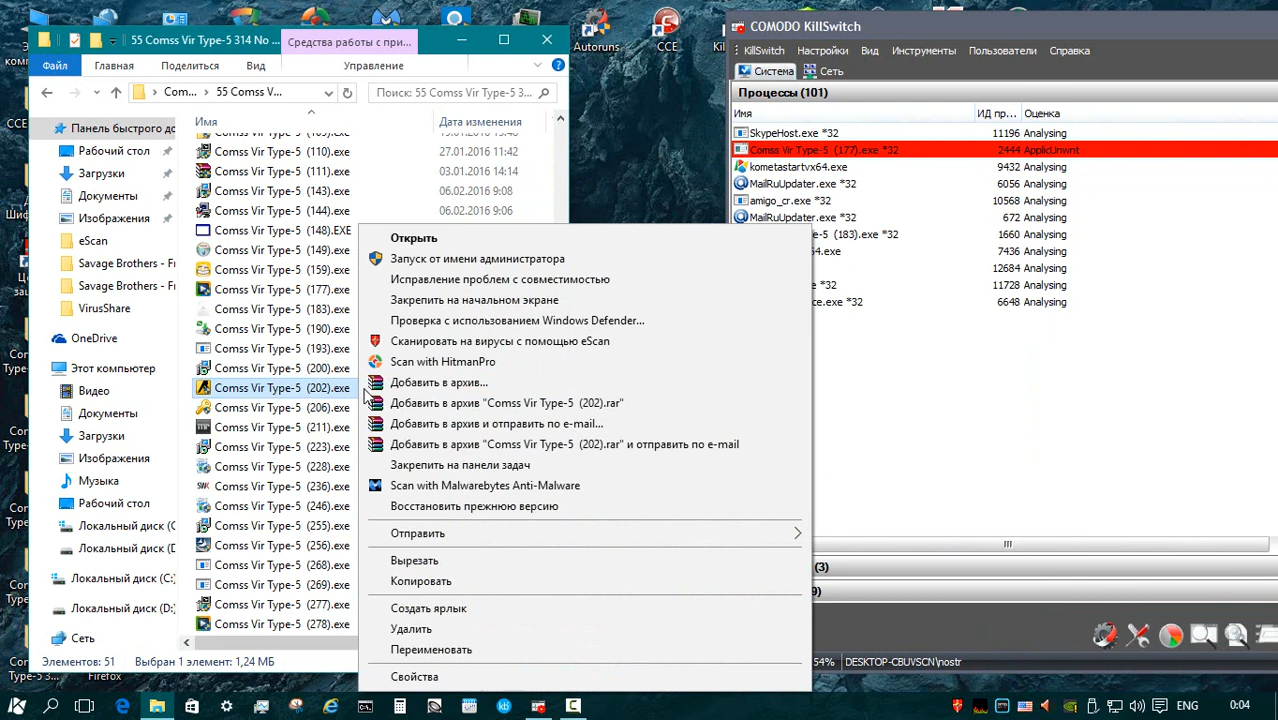 55 Comss Vir Type-5 314 No ...
Средства работы с при...
Файл
Главная
Поделиться
Вид
Управление
Com...
55 Comss V...
Поиск: 55 Comss Vir Type-5 3...
Имя
Дата изменения
Панель быстрого до
Рабочий стол
Загрузки
Документы
Изображения
eScan
Savage Brothers - Fi
Savage Brothers - Fi
VirusShare
OneDrive
Этот компьютер
Видео
Документы
Загрузки
Изображения
Музыка
Рабочий стол
Локальный диск (C
Локальный диск (D
Локальный диск (C:)
Локальный диск (D:)
Сеть
Comss Vir Type-5 (110).exe
27.01.2016 11:42
Comss Vir Type-5 (111).exe
03.01.2016 14:14
Comss Vir Type-5 (143).exe
06.02.2016 9:08
Comss Vir Type-5 (144).exe
06.02.2016 9:06
Comss Vir Type-5 (148).EXE
Comss Vir Type-5 (149).exe
Comss Vir Type-5 (159).exe
Comss Vir Type-5 (177).exe
Comss Vir Type-5 (183).exe
Comss Vir Type-5 (190).exe
Comss Vir Type-5 (193).exe
Comss Vir Type-5 (200).exe
Comss Vir Type-5 (202).exe
Comss Vir Type-5 (206).exe
Comss Vir Type-5 (211).exe
Comss Vir Type-5 (223).exe
Comss Vir Type-5 (228).exe
Comss Vir Type-5 (236).exe
Comss Vir Type-5 (246).exe
Comss Vir Type-5 (255).exe
Comss Vir Type-5 (256).exe
Comss Vir Type-5 (268).exe
Comss Vir Type-5 (269).exe
Comss Vir Type-5 (277).exe
Comss Vir Type-5 (278).exe
Элементов: 51
Выбран 1 элемент: 1,24 МБ
Открыть
Запуск от имени администратора
Исправление проблем с совместимостью
Закрепить на начальном экране
Проверка с использованием Windows Defender...
Сканировать на вирусы с помощью eScan
Scan with HitmanPro
Добавить в архив...
Добавить в архив "Comss Vir Type-5 (202).rar"
Добавить в архив и отправить по e-mail...
Добавить в архив "Comss Vir Type-5 (202).rar" и отправить по e-mail
Закрепить на панели задач
Scan with Malwarebytes Anti-Malware
Восстановить прежнюю версию
Отправить
Вырезать
Копировать
Создать ярлык
Удалить
Переименовать
Свойства
Autoruns
CCE
COMODO KillSwitch
KillSwitch
Настройки
Вид
Инструменты
Пользователи
Справка
Система
Сеть
Процессы (101)
Имя
ИД пр...
Оценка
SkypeHost.exe *32
11196
Analysing
Comss Vir Type-5 (177).exe *32
2444
ApplicUnwnt
kometastartvx64.exe
9432
Analysing
MailRuUpdater.exe *32
6056
Analysing
amigo_cr.exe *32
10568
Analysing
MailRuUpdater.exe *32
672
Analysing
e-5 (183).exe *32
1660
Analysing
64.exe
7436
Analysing
12684
Analysing
e *32
11728
Analysing
ce.exe *32
6648
Analysing
(3)
9)
54%
DESKTOP-CBUVSCN\nostr
Firefox
ENG
0:04